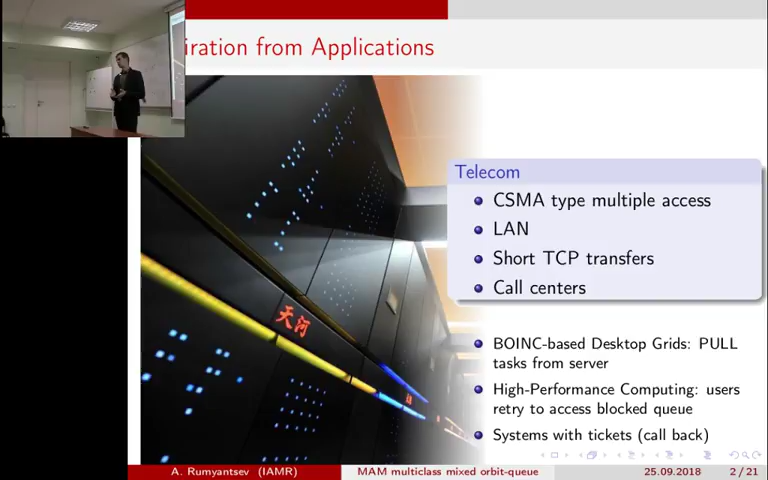 iration from Applications
Telecom
CSMA type multiple access
LAN
Short TCP transfers
Call centers
天河
BOINC-based Desktop Grids: PULL
tasks from server
High-Performance Computing: users
retry to access blocked queue
Systems with tickets (call back)
A. Rumyantsev (IAMR)
MAM multiclass mixed orbit-queue
25.09.2018
2 / 21